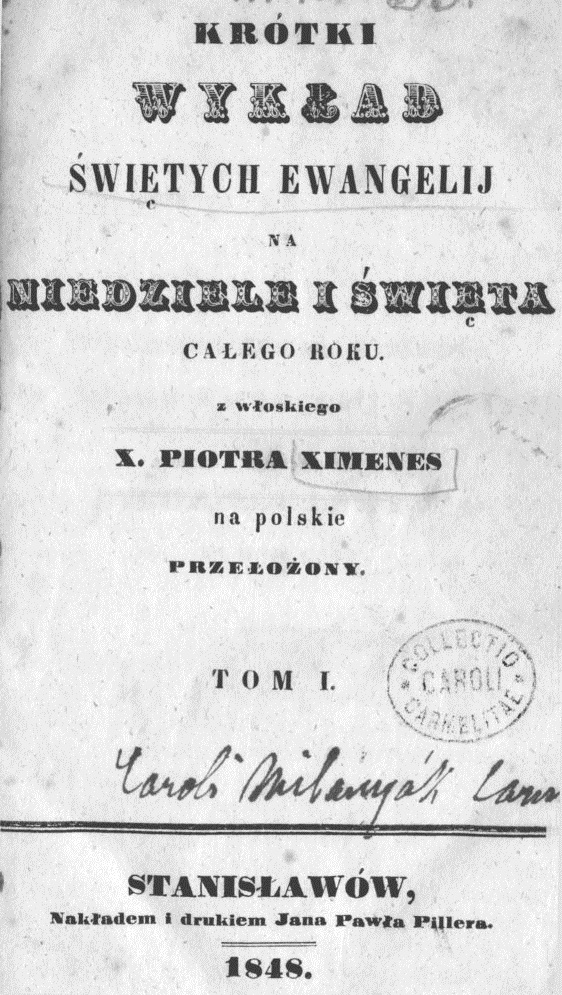 KRÓTKI
WYKŁAD
ŚWIĘTYCH EWANGELIJ
NA
NIEDZIELE I ŚWIĘTA
CAŁEGO ROKU.
z włoskiego
X. PIOTRA XIMENES
na polskie
PRZEŁOŻONY.
TOM I.
COLLECTIO
CAROLI
CARMELITAE
Caroli
STANISŁAWÓW,
Nakładem i drukiem Jana Pawła Pillera.
1848.